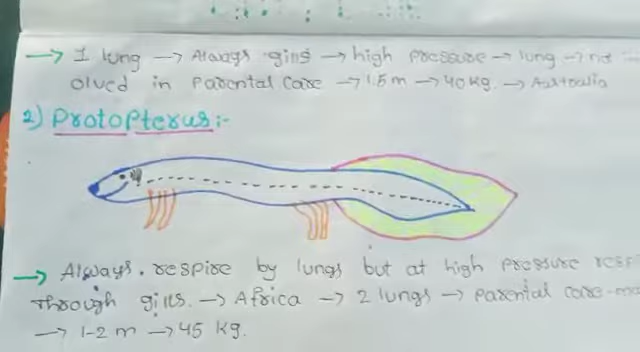 → 1 lung → Always gills → high pressure → lung → not
olved in Parental Care → 1.5 m → 40 kg. → Australia
2) Protopterus:-
→ Always. respire by lungs but at high pressure resp
through gills. → Africa → 2 lungs → Parental care-ma
→ 1-2 m → 45 kg.